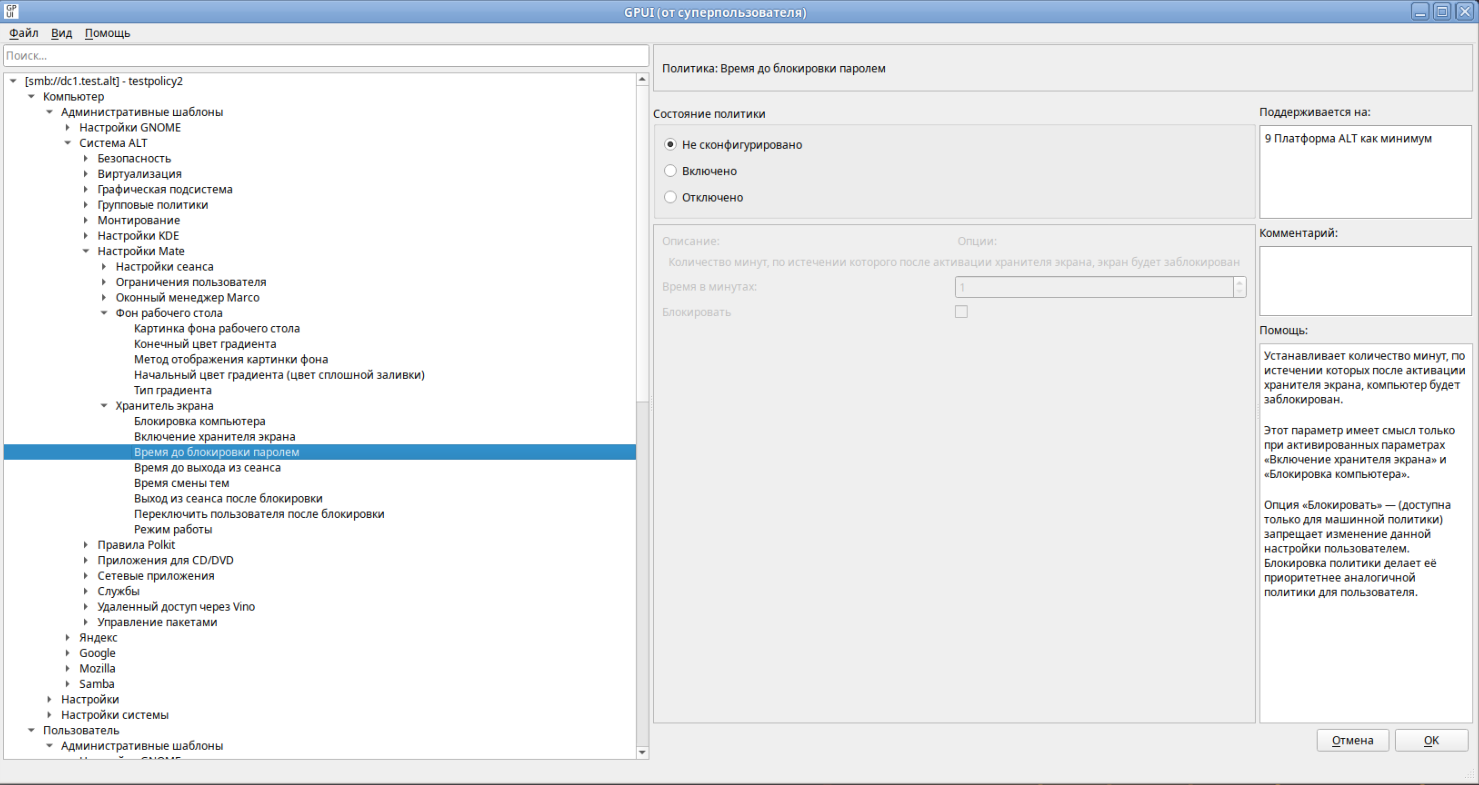 GP UI
GPUI (от суперпользователя)
Файл Вид Помощь
Поиск...
[smb://dc1.test.alt] - testpolicy2
Компьютер
Административные шаблоны
Настройки GNOME
Система ALT
Безопасность
Виртуализация
Графическая подсистема
Групповые политики
Монтирование
Настройки KDE
Настройки Mate
Настройки сеанса
Ограничения пользователя
Оконный менеджер Marco
Фон рабочего стола
Картинка фона рабочего стола
Конечный цвет градиента
Метод отображения картинки фона
Начальный цвет градиента (цвет сплошной заливки)
Тип градиента
Хранитель экрана
Блокировка компьютера
Включение хранителя экрана
Время до блокировки паролем
Время до выхода из сеанса
Время смены тем
Выход из сеанса после блокировки
Переключить пользователя после блокировки
Режим работы
Правила Polkit
Приложения для CD/DVD
Сетевые приложения
Службы
Удаленный доступ через Vino
Управление пакетами
Яндекс
Google
Mozilla
Samba
Настройки
Настройки системы
Пользователь
Административные шаблоны
Политика: Время до блокировки паролем
Состояние политики
Не сконфигурировано
Включено
Отключено
Описание: Опции:
Количество минут, по истечении которого после активации хранителя экрана, экран будет заблокирован
Время в минутах: 1
Блокировать
Поддерживается на:
9 Платформа ALT как минимум
Комментарий:
Помощь:
Устанавливает количество минут, по
истечении которых после активации
хранителя экрана, компьютер будет
заблокирован.
Этот параметр имеет смысл только
при активированных параметрах
«Включение хранителя экрана» и
«Блокировка компьютера».
Опция «Блокировать» — (доступна
только для машинной политики)
запрещает изменение данной
настройки пользователем.
Блокировка политики делает её
приоритетнее аналогичной
политики для пользователя.
Отмена OK